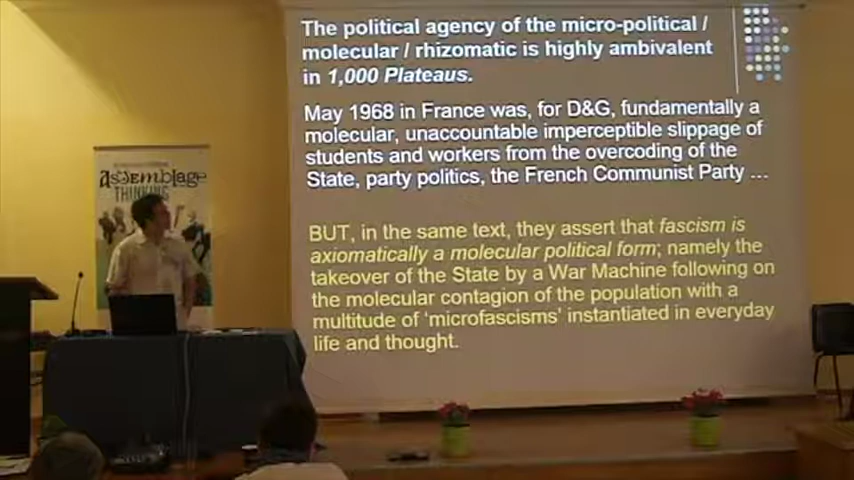 The political agency of the micro-political /
molecular / rhizomatic is highly ambivalent
in 1,000 Plateaus.
May 1968 in France was, for D&G, fundamentally a
molecular, unaccountable, imperceptible slippage of
students and workers from the overcoding of the
State, party politics, the French Communist Party ...
BUT, in the same text, they assert that fascism is
axiomatically a molecular political form; namely the
takeover of the State by a War Machine following on
the molecular contagion of the population with a
multitude of 'microfascisms' instantiated in everyday
life and thought.
assemblage
THINKING